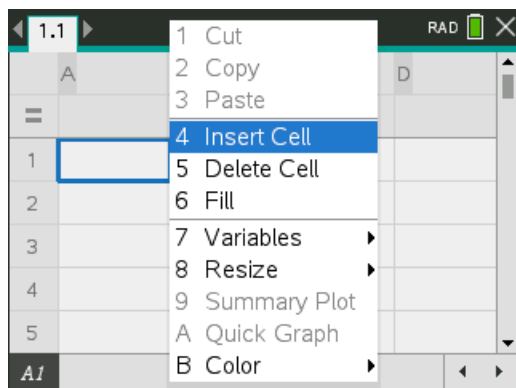 1.1
RAD
A
D
=
1
2
3
4
5
A1
1 Cut
2 Copy
3 Paste
4 Insert Cell
5 Delete Cell
6 Fill
7 Variables
8 Resize
9 Summary Plot
A Quick Graph
B Color